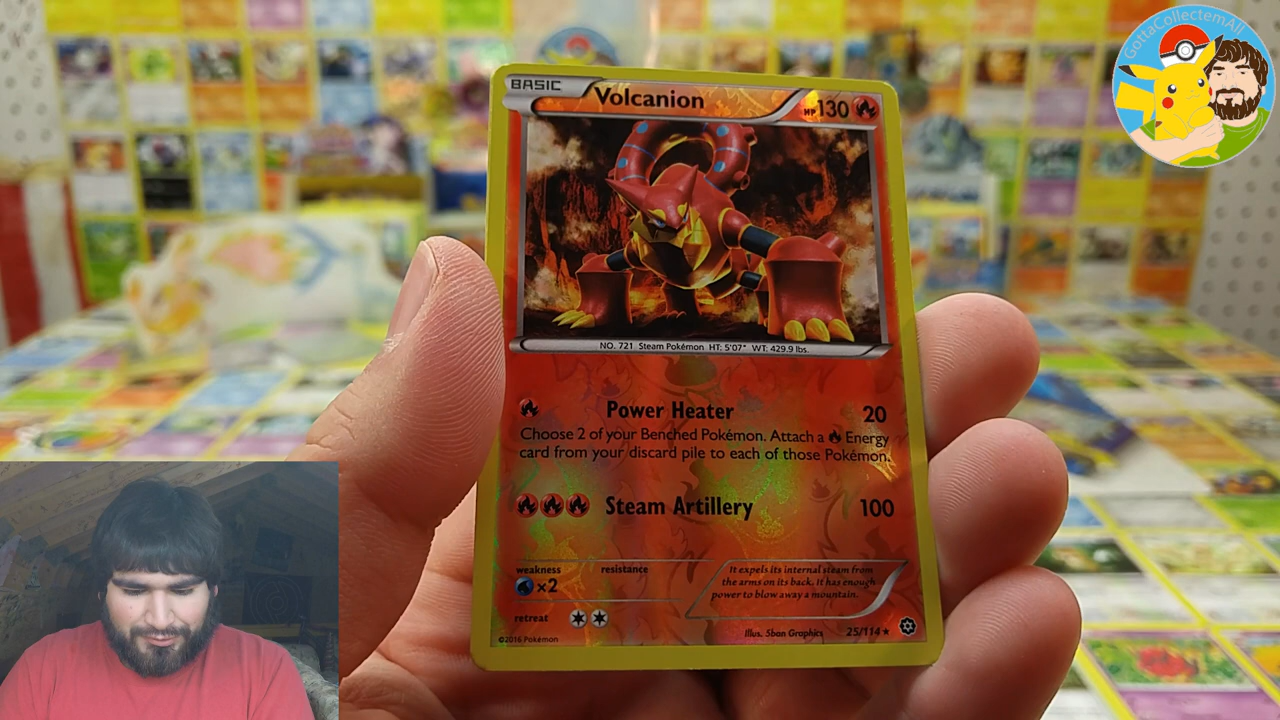 GottaCollectemAll
BASIC
Volcanion
HP130
NO. 721 Steam Pokémon HT: 5'07" WT: 429.9 lbs.
Power Heater 20
Choose 2 of your Benched Pokémon. Attach a Energy
card from your discard pile to each of those Pokémon.
Steam Artillery 100
weakness resistance
×2
It expels its internal steam from
the arms on its back. It has enough
power to blow away a mountain.
retreat
©2016 Pokémon
Illus. 5ban Graphics 25/114★